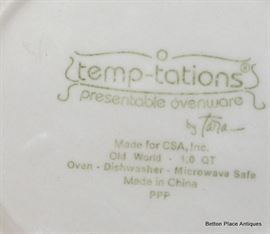 temp-tations®
presentable ovenware
by Tara
Made for CSA, Inc.
Old World - 1.0 QT
Oven - Dishwasher - Microwave Safe
Made in China
PPP
Betton Place Antiques